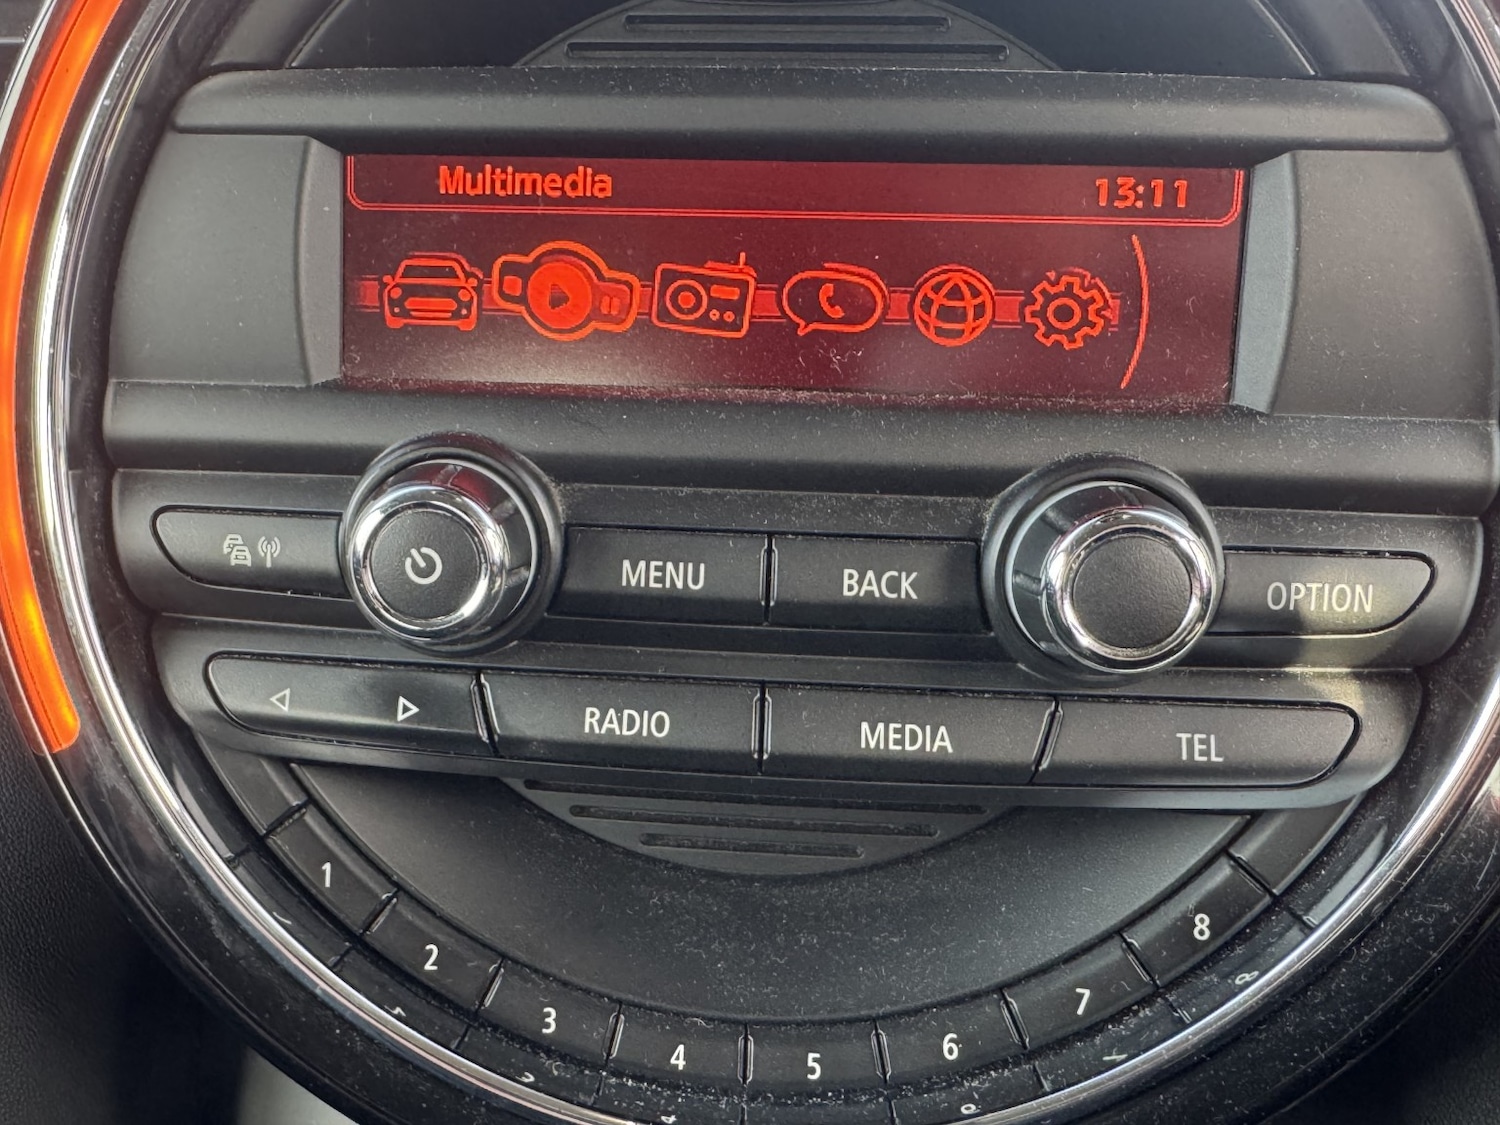 Multimedia 13:11
MENU BACK OPTION
RADIO MEDIA TEL
1 2 3 4 5 6 7 8